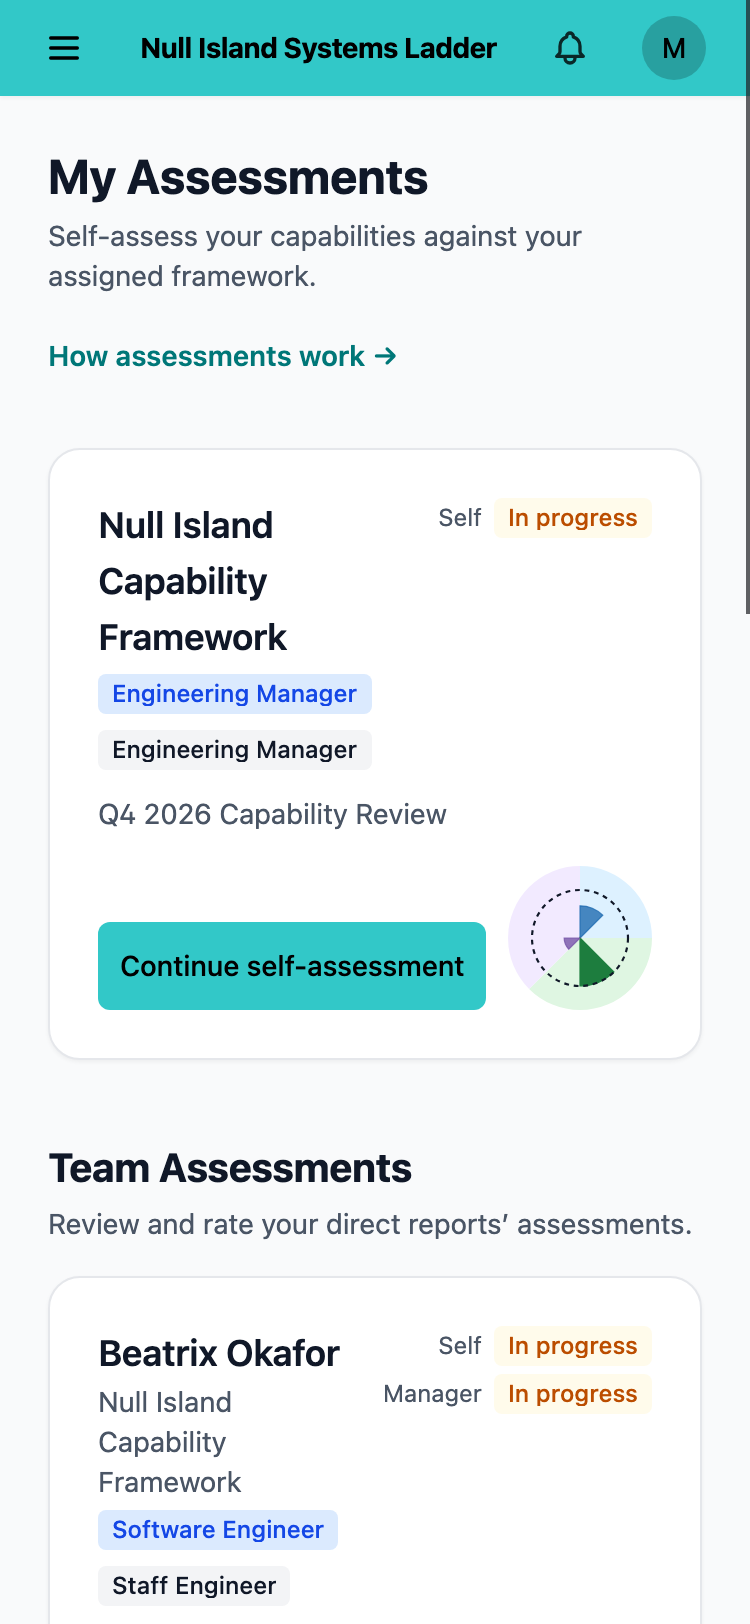 Null Island Systems Ladder
M
My Assessments
Self-assess your capabilities against your
assigned framework.
How assessments work →
Null Island
Capability
Framework
Self In progress
Engineering Manager
Engineering Manager
Q4 2026 Capability Review
Continue self-assessment
Team Assessments
Review and rate your direct reports’ assessments.
Beatrix Okafor
Self In progress
Manager In progress
Null Island
Capability
Framework
Software Engineer
Staff Engineer